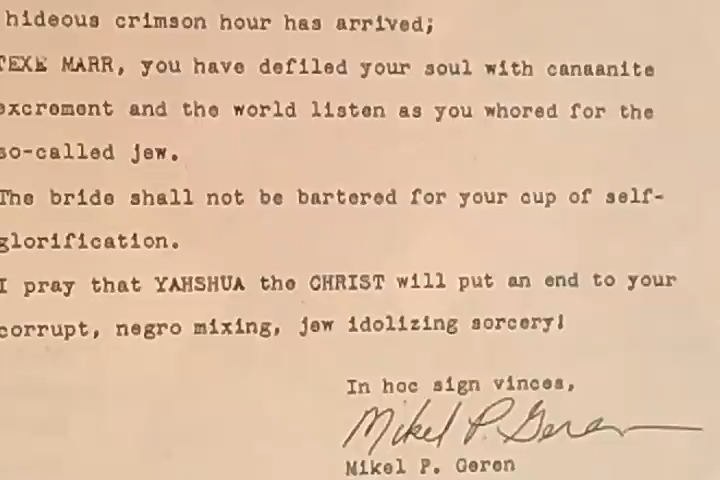 hideous crimson hour has arrived;
TEXE MARR, you have defiled your soul with canaanite
excrement and the world listen as you whored for the
so-called jew.
The bride shall not be bartered for your cup of self-
glorification.
I pray that YAHSHUA the CHRIST will put an end to your
corrupt, negro mixing, jew idolizing sorcery!
In hoc sign vinces,
Mikel P. Geren
Mikel P. Geren